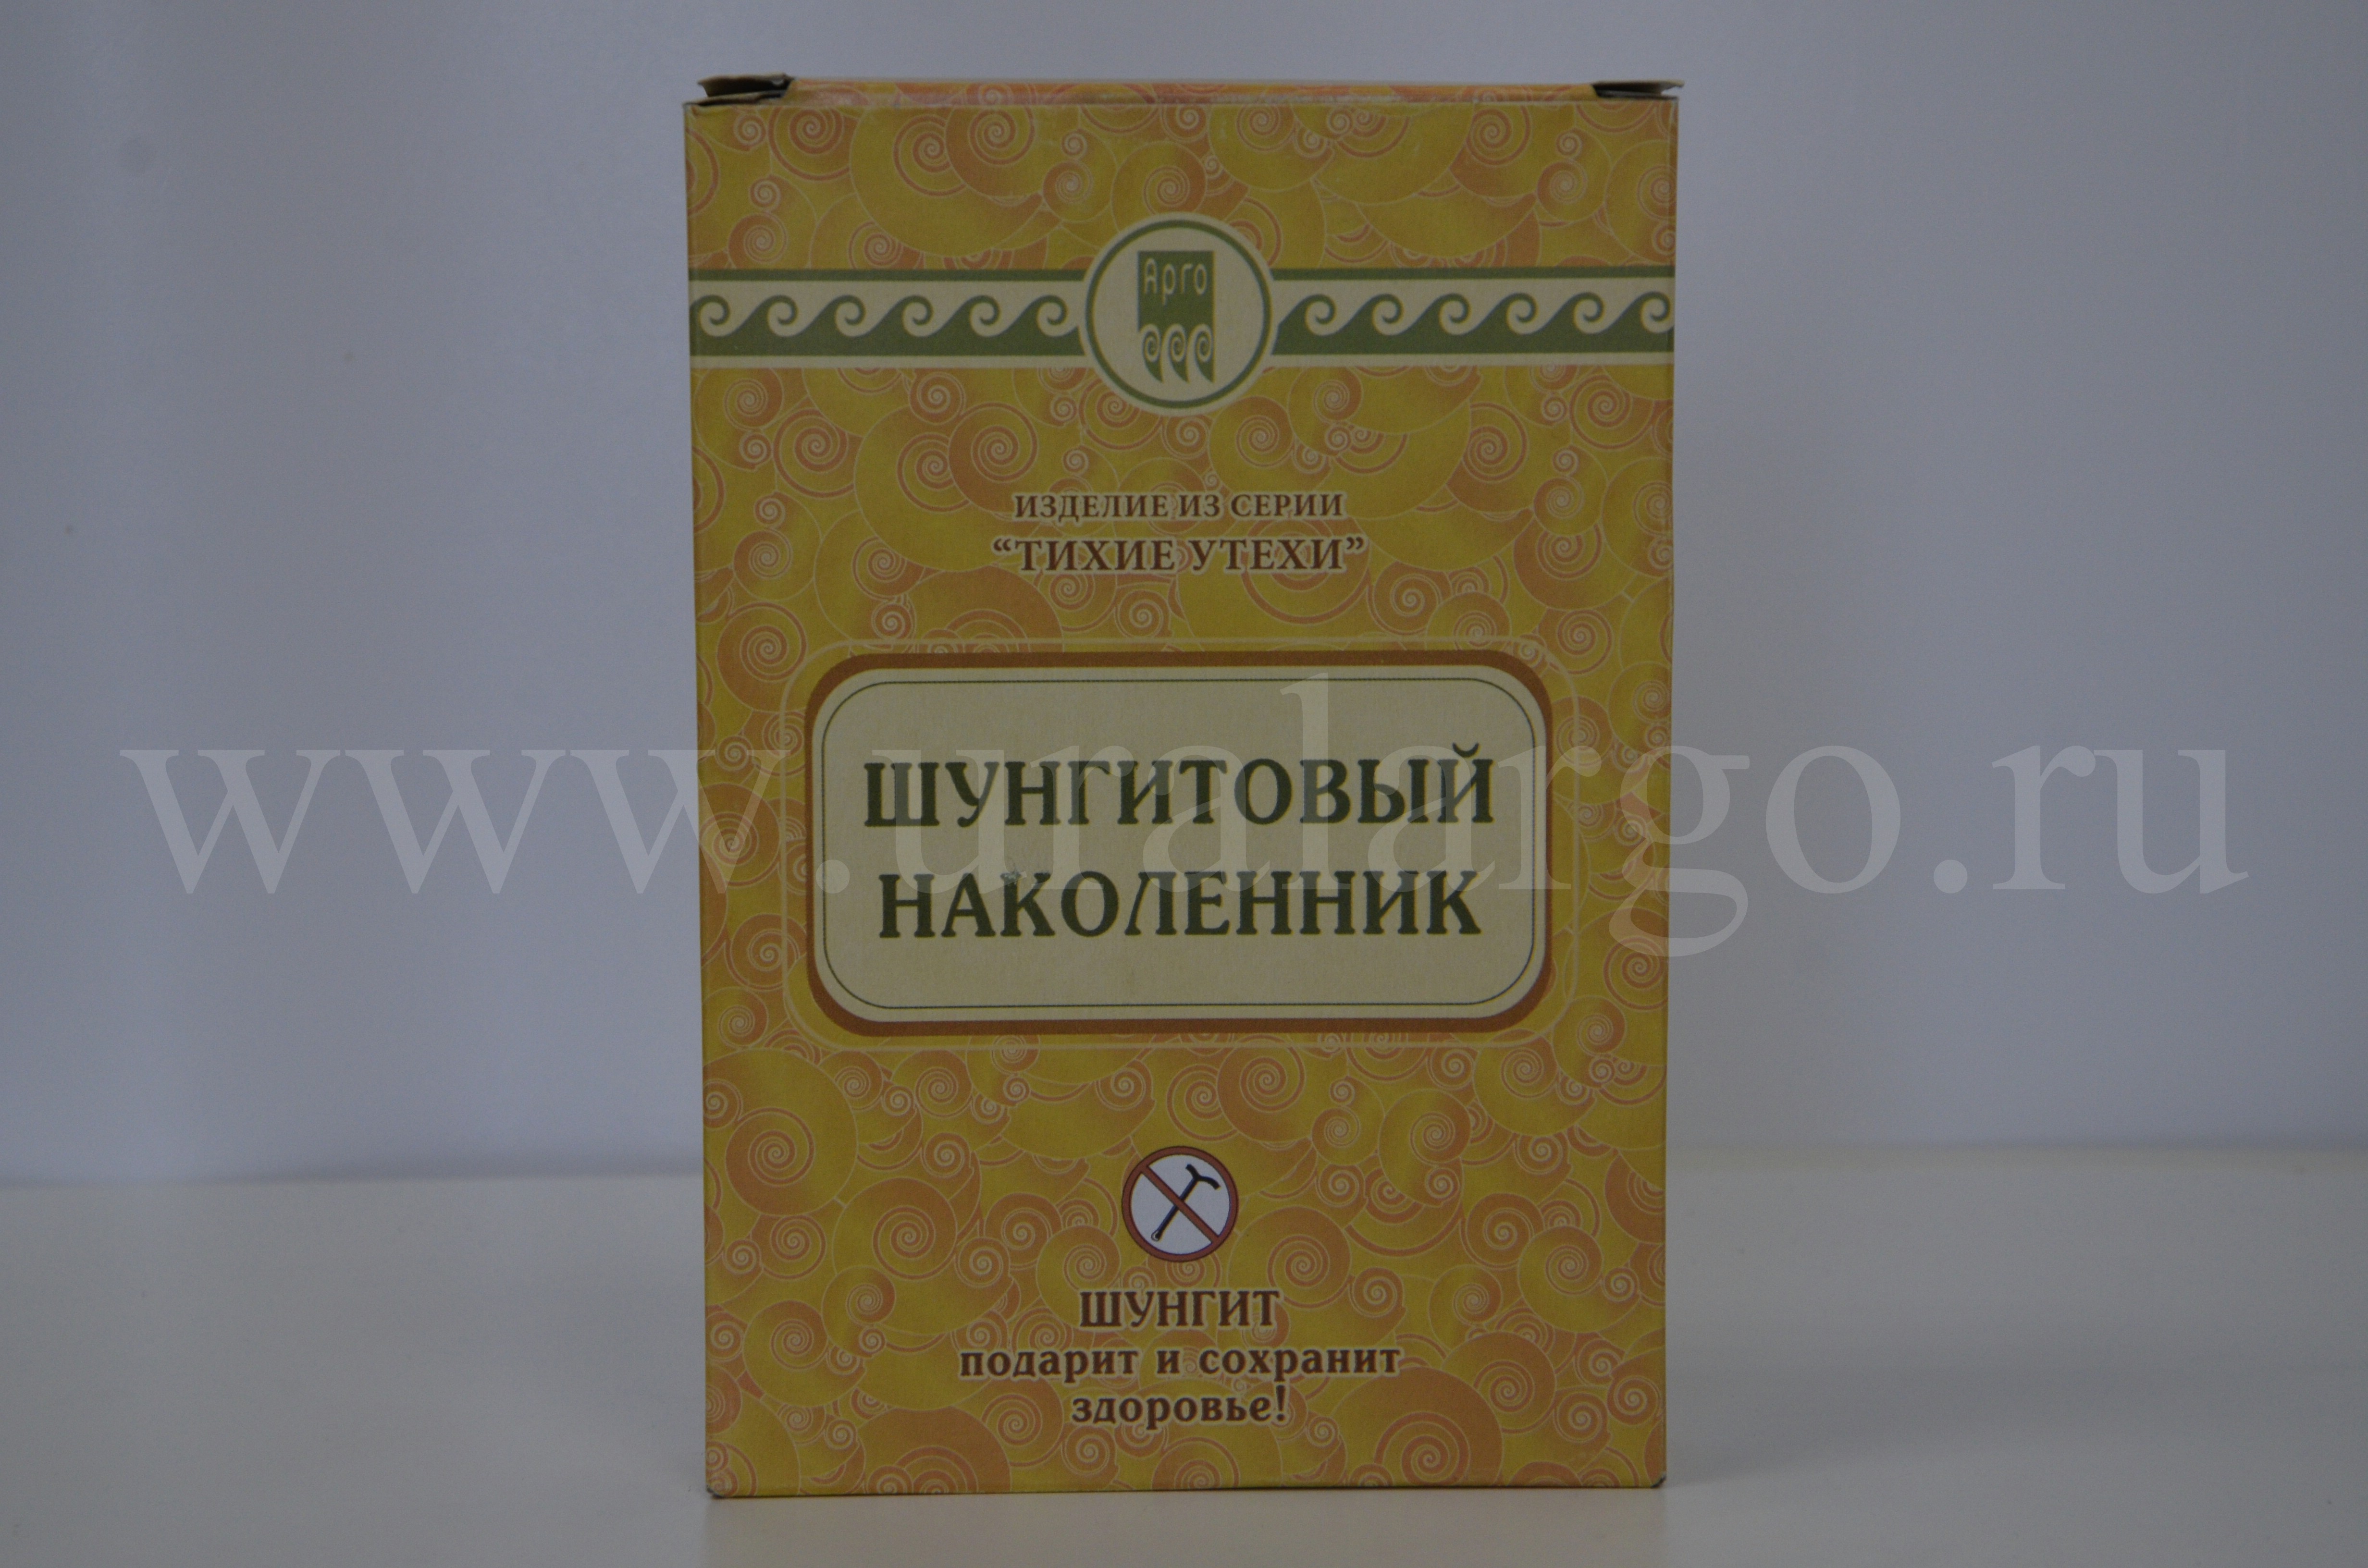 Арго
ИЗДЕЛИЕ ИЗ СЕРИИ
“ТИХИЕ УТЕХИ”
ШУНГИТОВЫЙ
www.uralargo.ru
НАКОЛЕННИК
ШУНГИТ
подарит и сохранит
здоровье!